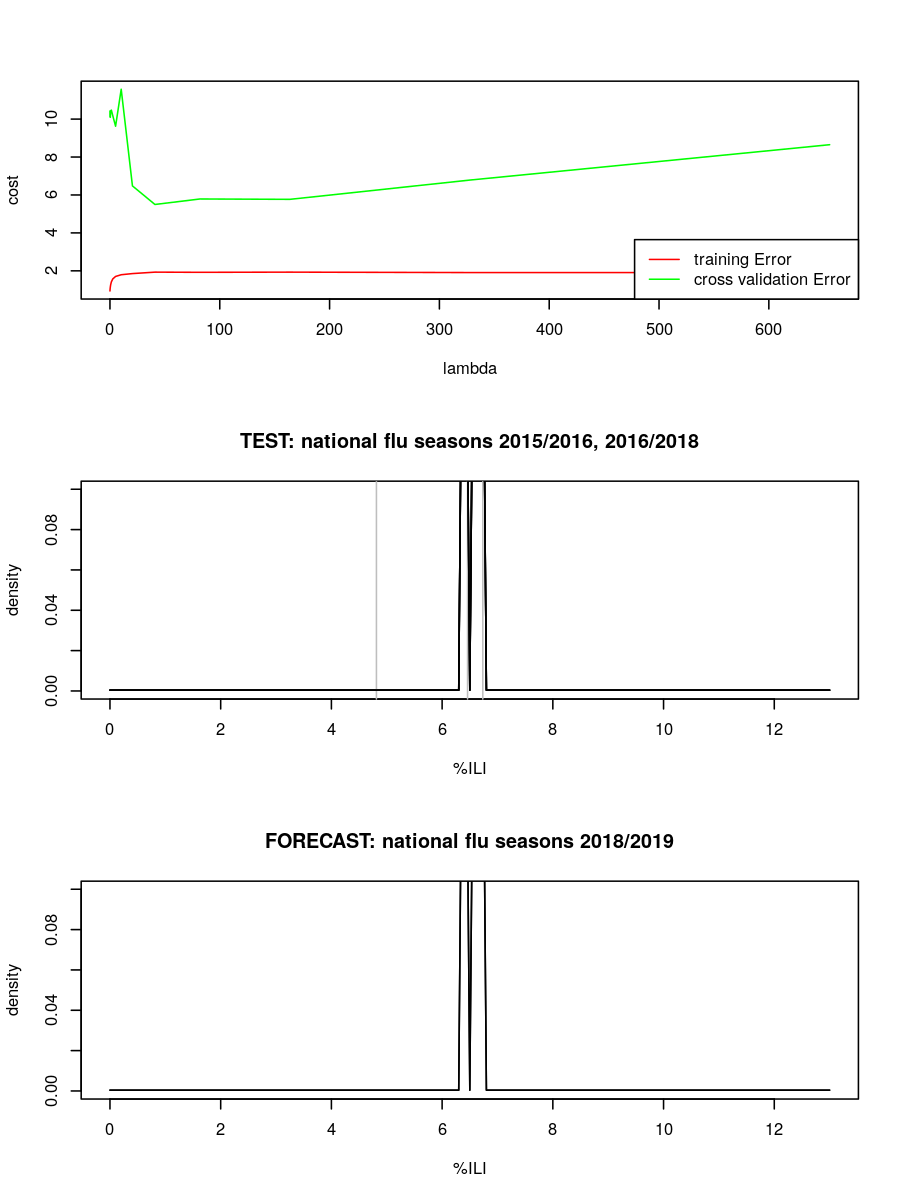 10
8
6
4
2
cost
training Error
cross validation Error
0 100 200 300 400 500 600
lambda
TEST: national flu seasons 2015/2016, 2016/2018
0.08
0.04
0.00
density
0 2 4 6 8 10 12
%ILI
FORECAST: national flu seasons 2018/2019
0.08
0.04
0.00
density
0 2 4 6 8 10 12
%ILI